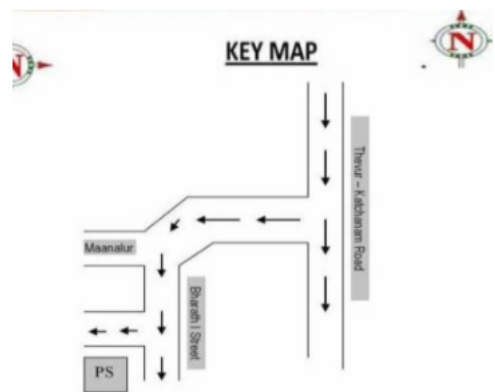 KEY MAP
N
N
Thevur – Katchanam Road
Maanalur
Bharath I Street
PS